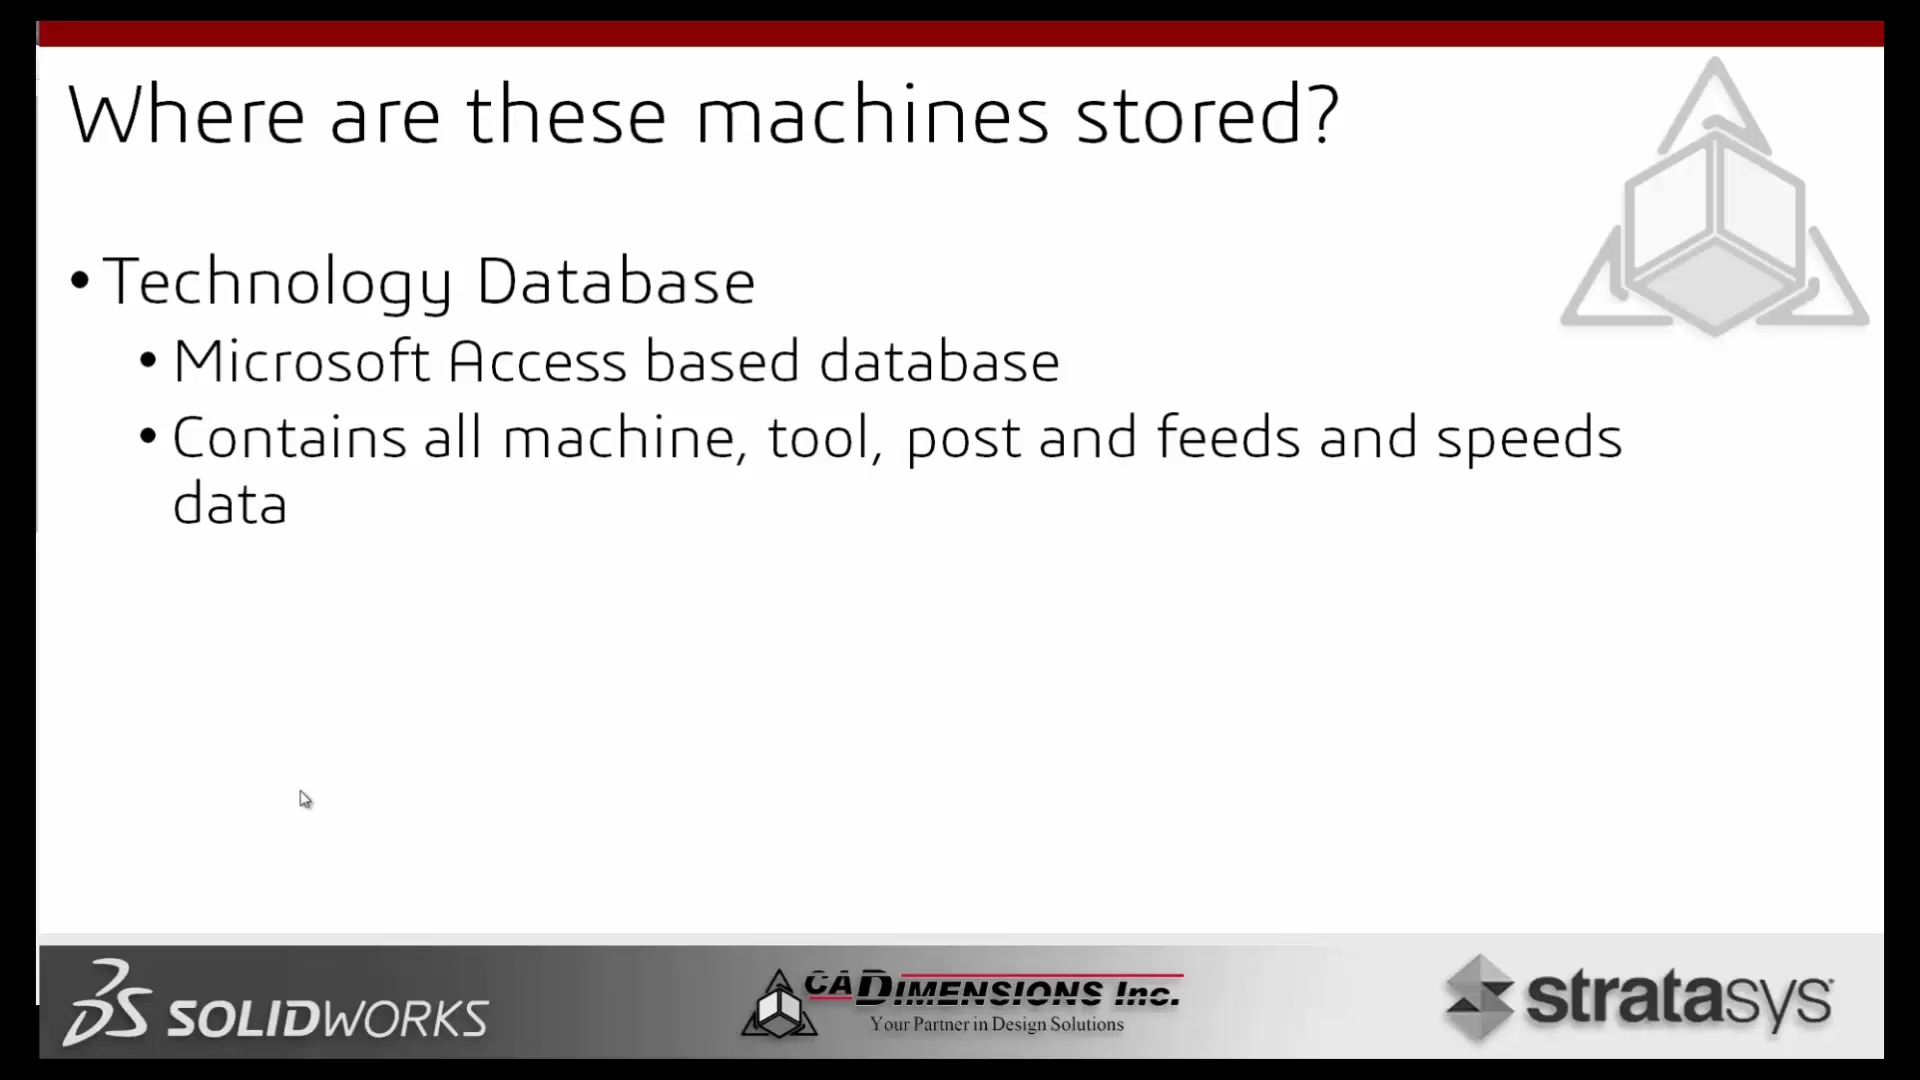 Where are these machines stored?
• Technology Database
• Microsoft Access based database
• Contains all machine, tool, post and feeds and speeds
data
SOLIDWORKS
CADIMENSIONS Inc.
Your Partner in Design Solutions
stratasys